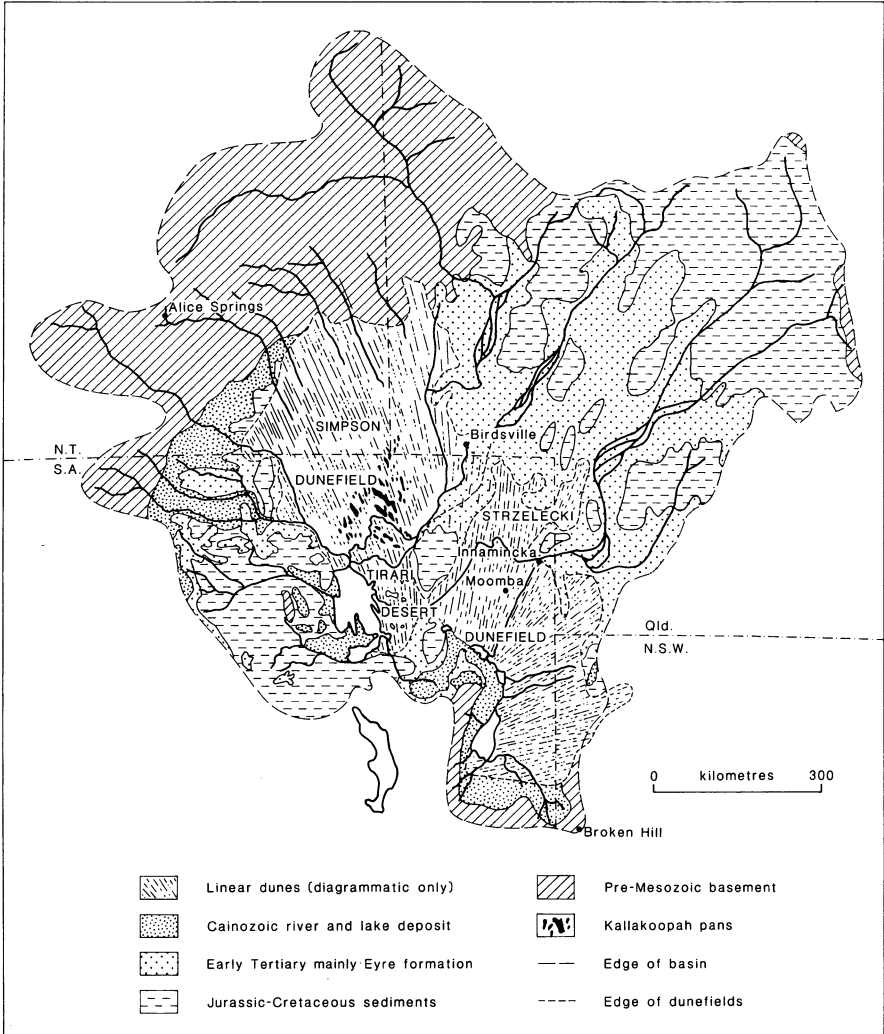 Alice Springs
SIMPSON
Birdsville
N.T.
S.A.
DUNEFIELD
STRZELECKI
Innamincka
TIRARI
Moomba
DESERT
DUNEFIELD
Qld.
N.S.W.
0 kilometres 300
Broken Hill
Linear dunes (diagrammatic only)
Cainozoic river and lake deposit
Early Tertiary mainly Eyre formation
Jurassic-Cretaceous sediments
Pre-Mesozoic basement
Kallakoopah pans
Edge of basin
Edge of dunefields